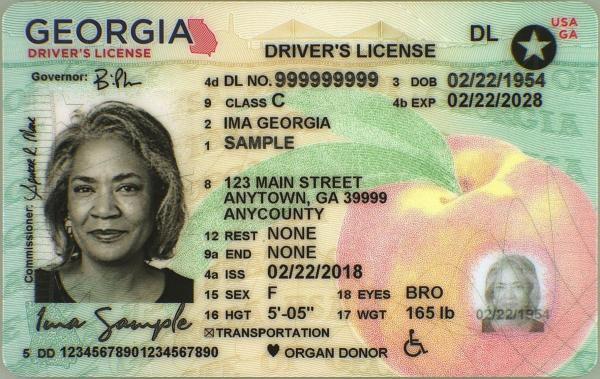 GEORGIA
DRIVER'S LICENSE
DRIVER'S LICENSE
DL
USA
GA
Governor:
4d DL NO. 999999999
3 DOB 02/22/1954
9 CLASS C
4b EXP 02/22/2028
2 IMA GEORGIA
1 SAMPLE
Commissioner:
8 123 MAIN STREET
ANYTOWN, GA 39999
ANYCOUNTY
12 REST NONE
9a END NONE
4a ISS 02/22/2018
15 SEX F
18 EYES BRO
16 HGT 5'-05"
17 WGT 165 lb
02/22/1954
Ima Sample
TRANSPORTATION
5 DD 12345678901234567890
ORGAN DONOR